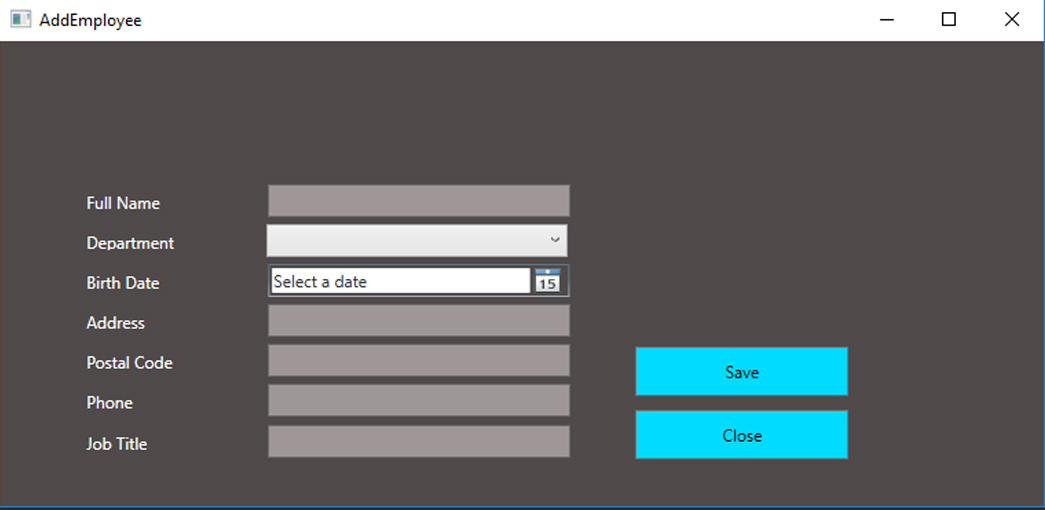 AddEmployee
Full Name
Department
Birth Date
Select a date
15
Address
Postal Code
Phone
Job Title
Save
Close